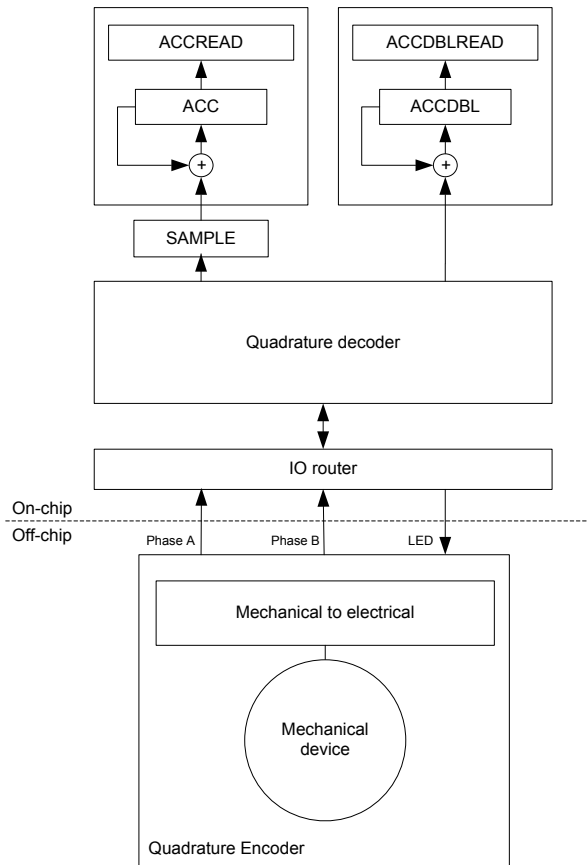 ACCREAD
ACCDBLREAD
ACC
ACCDBL
+
+
SAMPLE
Quadrature decoder
IO router
On-chip
Off-chip
Phase A
Phase B
LED
Mechanical to electrical
Mechanical
device
Quadrature Encoder